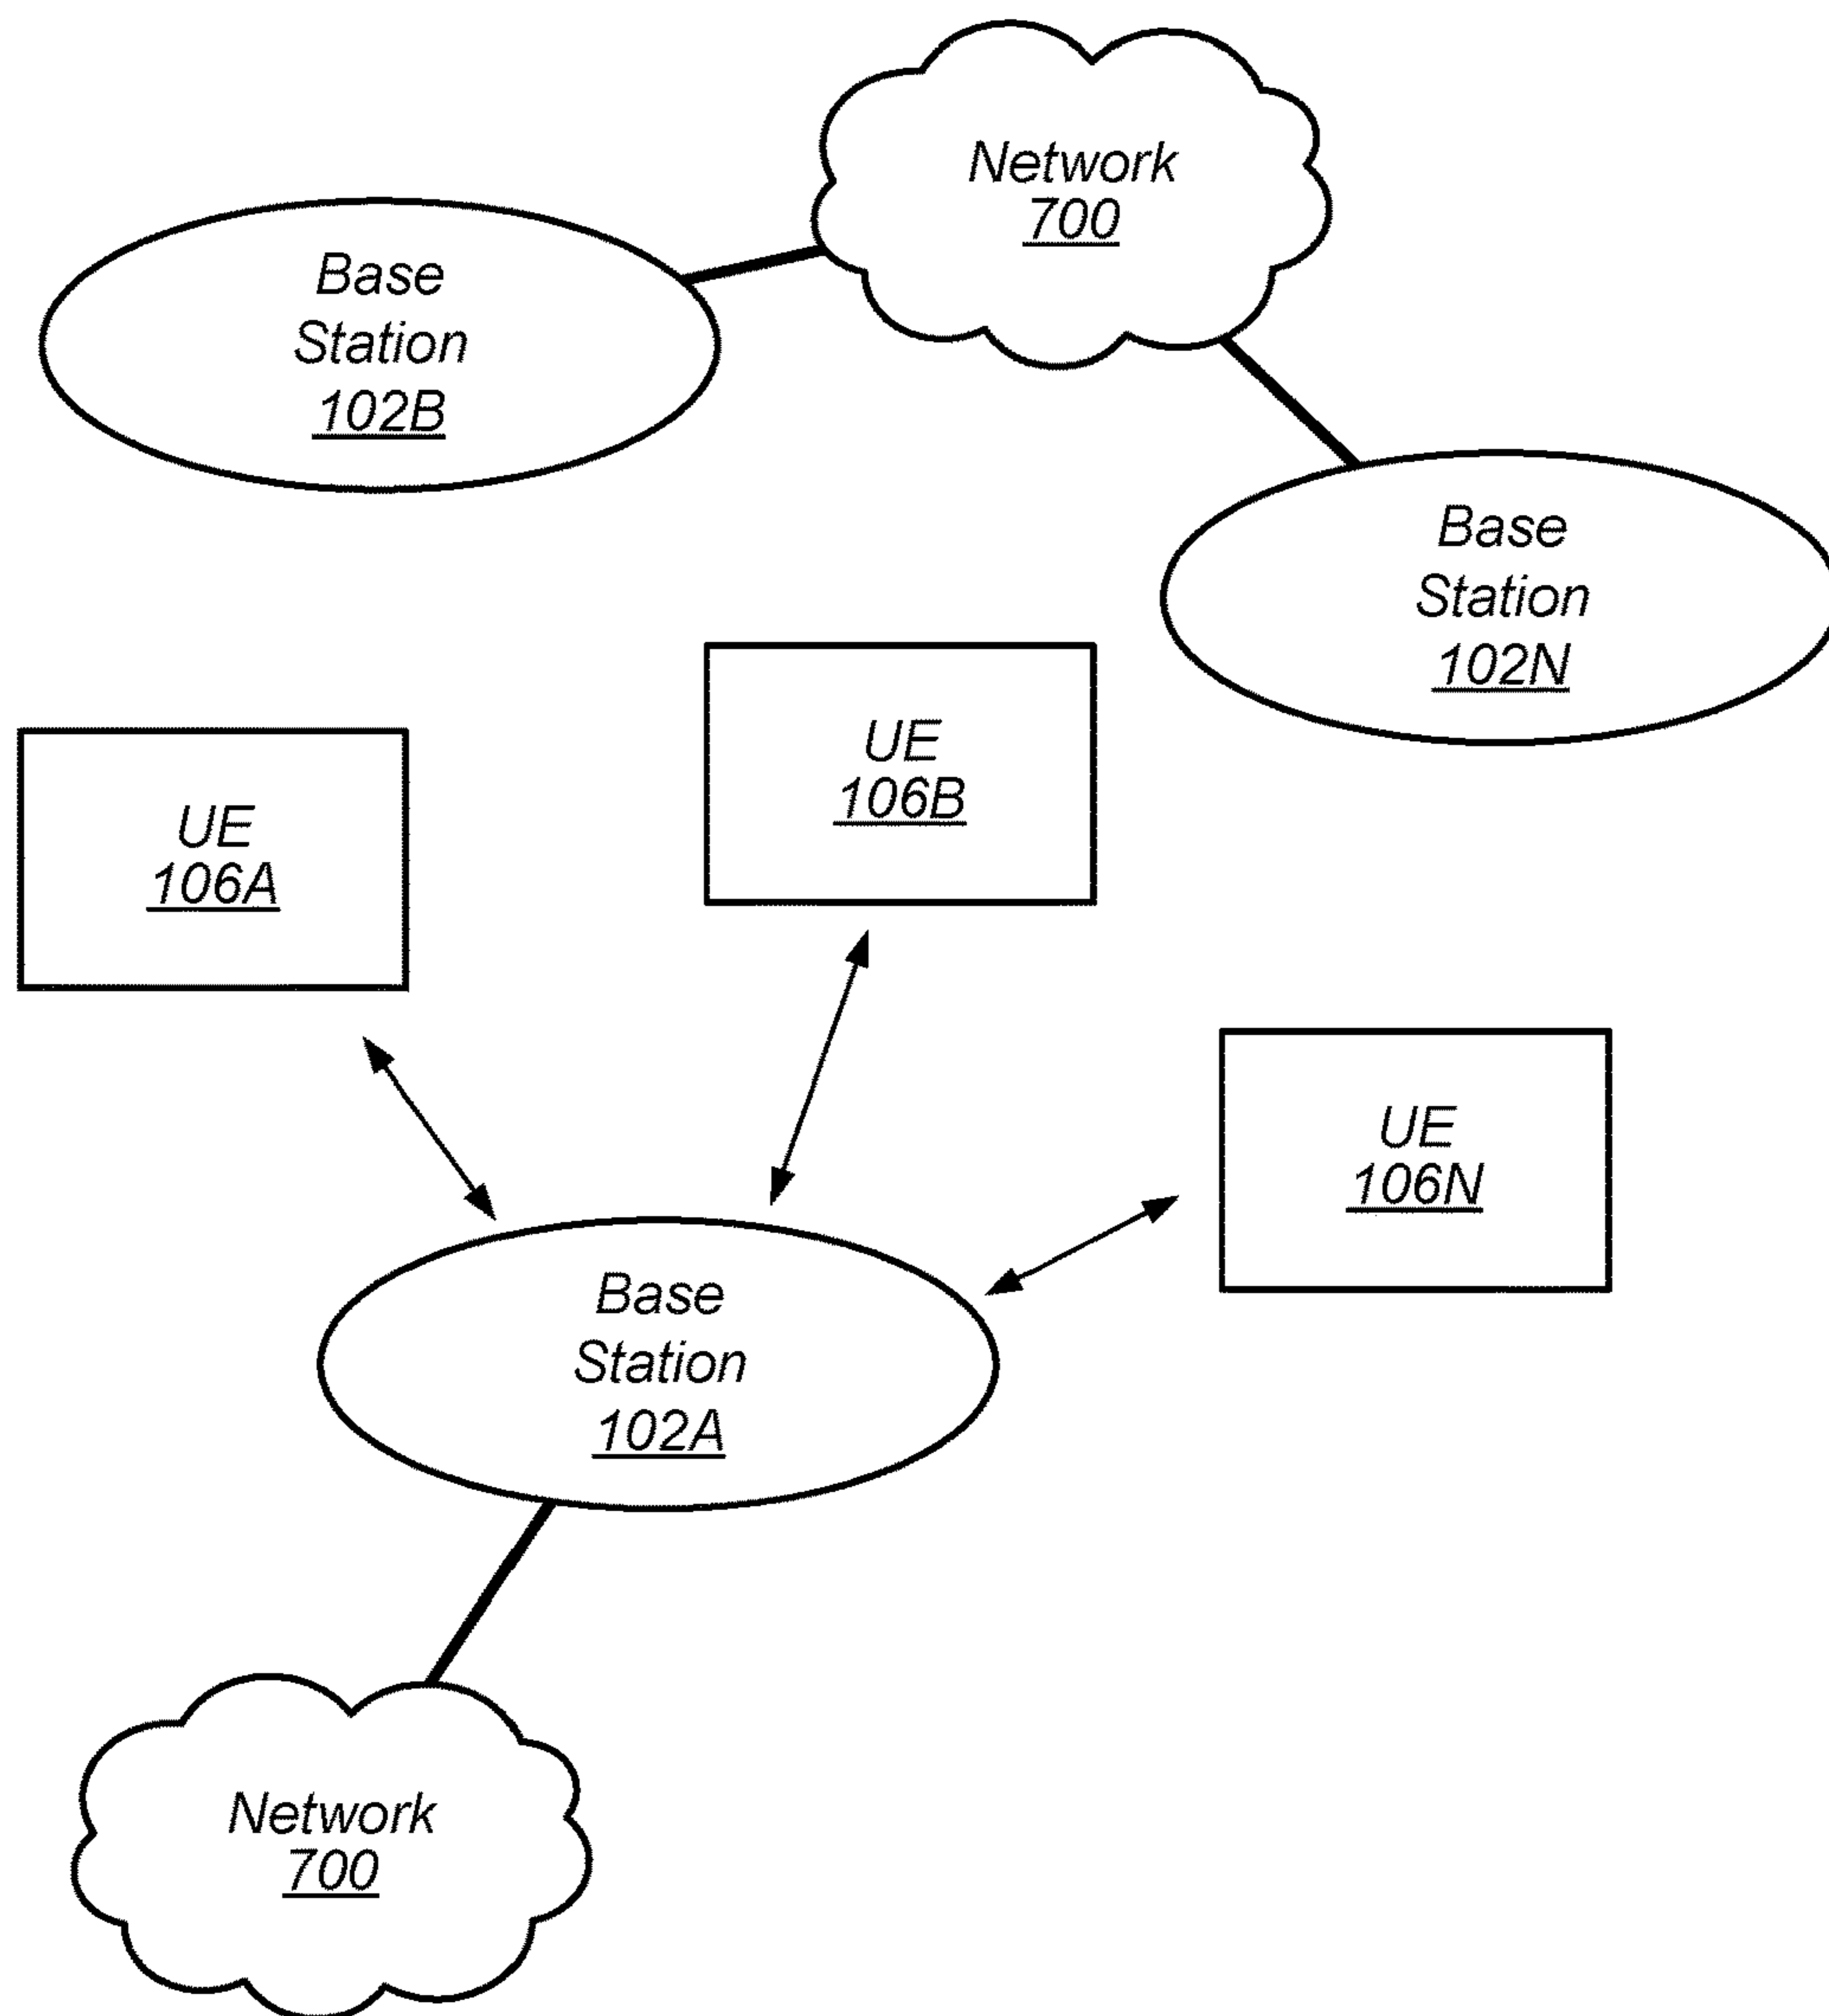 Network
700
Base
Station
102B
Base
Station
102N
UE
106B
UE
106A
UE
106N
Base
Station
102A
Network
700